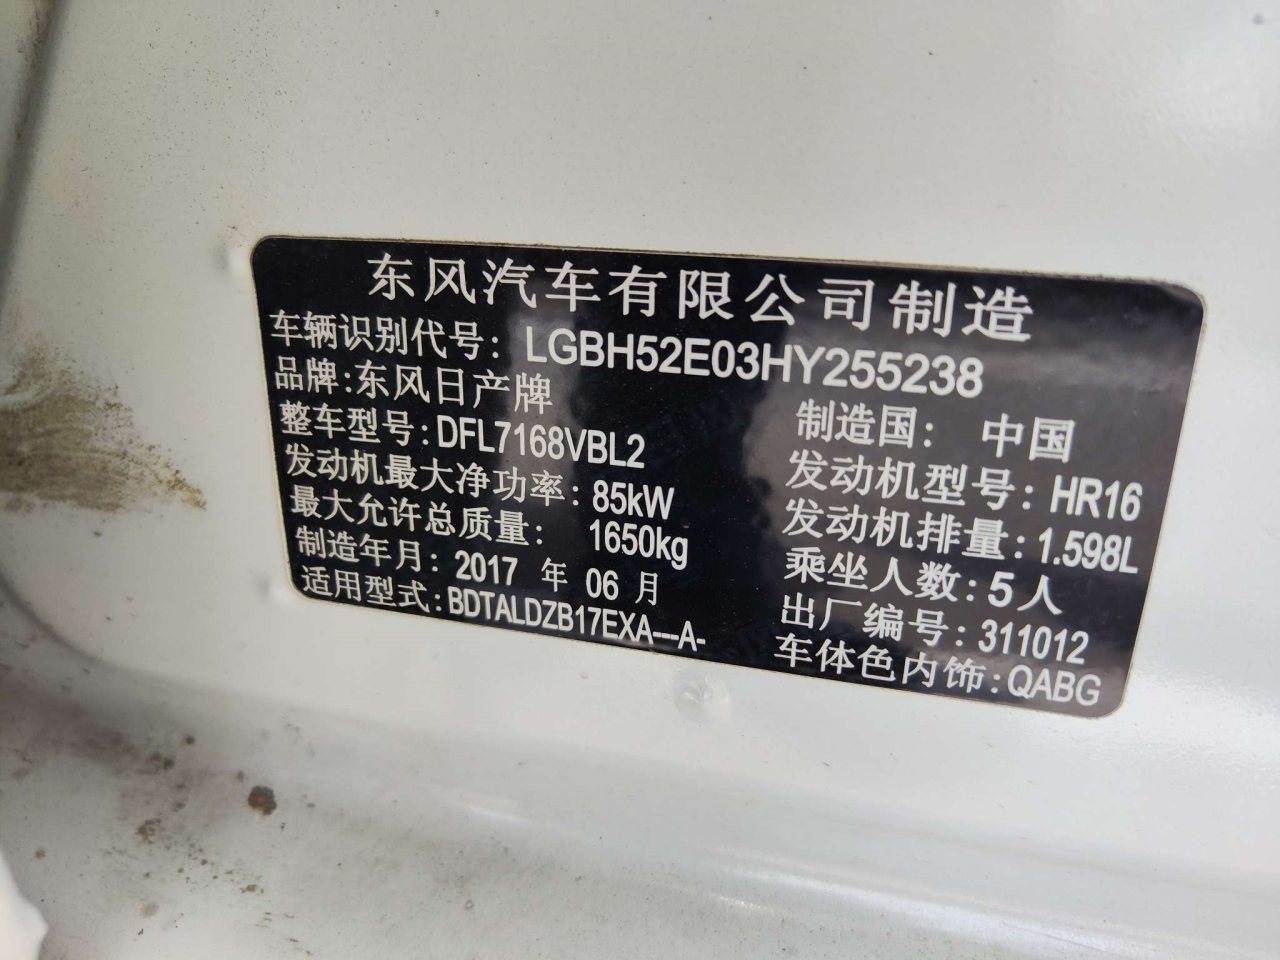 东风汽车有限公司制造
车辆识别代号: LGBH52E03HY255238
品牌:东风日产牌
制造国: 中国
整车型号:DFL7168VBL2
发动机型号:HR16
发动机最大净功率:85kW
发动机排量:1.598L
最大允许总质量: 1650kg
乘坐人数:5人
制造年月: 2017 年 06 月
出厂编号:311012
适用型式:BDTALDZB17EXA---A-
车体色内饰:QABG